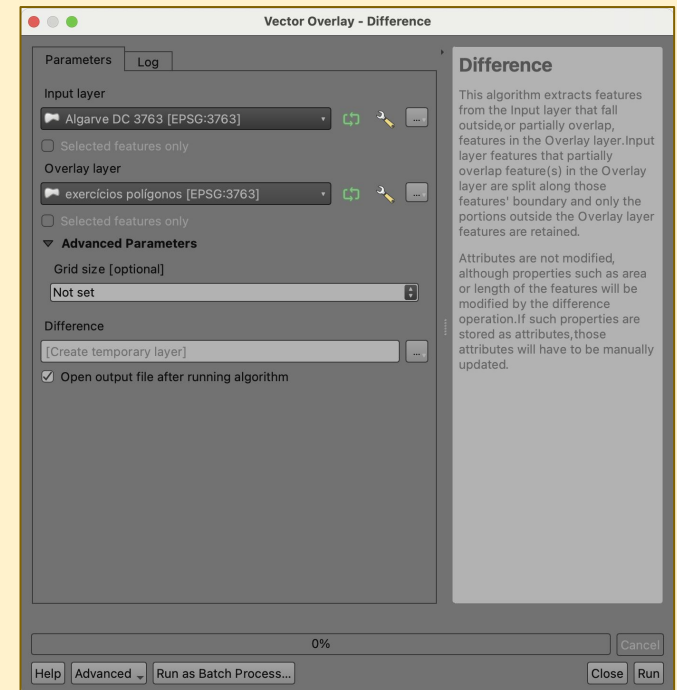 Vector Overlay - Difference
Parameters
Log
Input layer
Algarve DC 3763 [EPSG:3763]
...
Selected features only
Overlay layer
exercícios polígonos [EPSG:3763]
...
Selected features only
Advanced Parameters
Grid size [optional]
Not set
Difference
[Create temporary layer]
...
Open output file after running algorithm
Difference
This algorithm extracts features
from the Input layer that fall
outside,or partially overlap,
features in the Overlay layer.Input
layer features that partially
overlap feature(s) in the Overlay
layer are split along those
features' boundary and only the
portions outside the Overlay layer
features are retained.
Attributes are not modified,
although properties such as area
or length of the features will be
modified by the difference
operation.If such properties are
stored as attributes,those
attributes will have to be manually
updated.
0%
Cancel
Help
Advanced
Run as Batch Process...
Close
Run